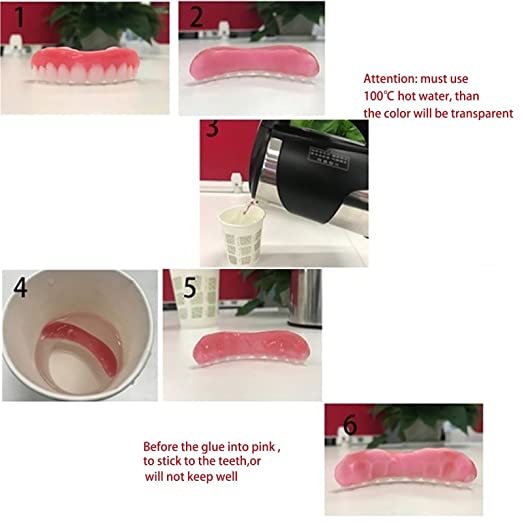 1
2
Attention: must use
100℃ hot water, than
the color will be transparent
3
4
5
Before the glue into pink ,
to stick to the teeth,or
will not keep well
6